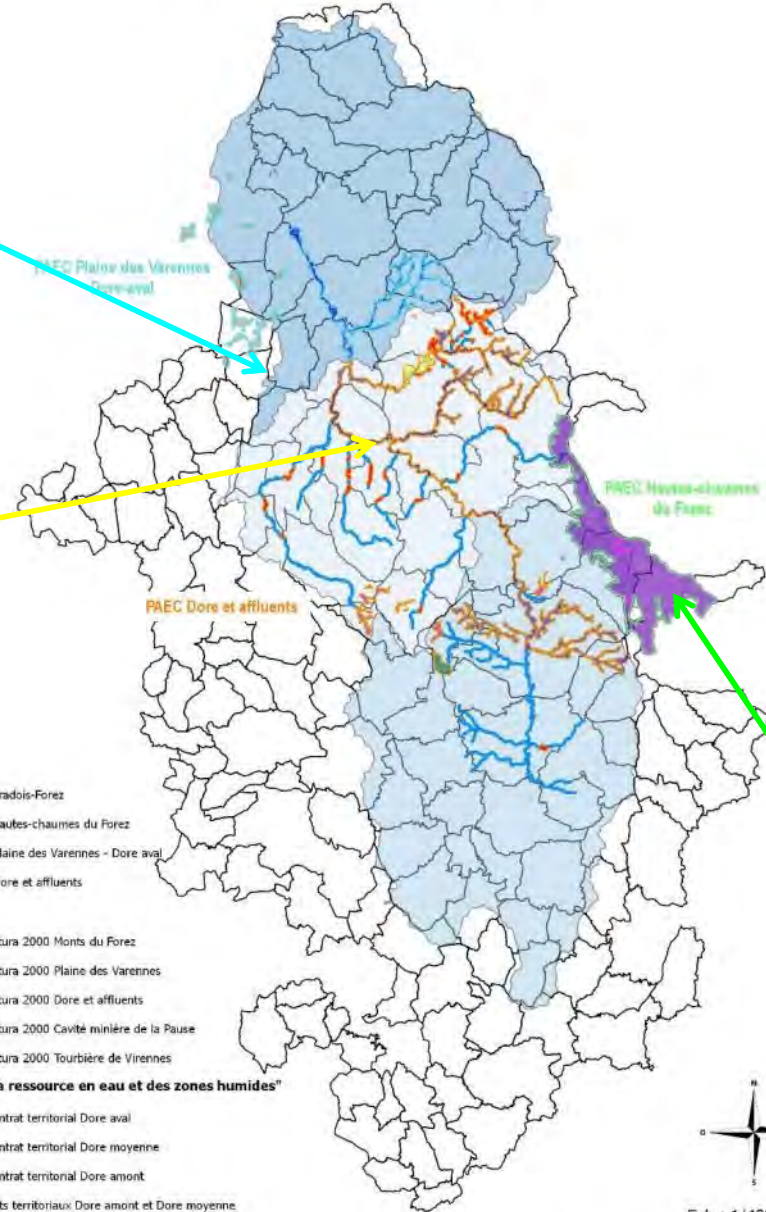 PAEC Plaine des Varennes
Dore-aval
PAEC Hautes-chaumes
du Forez
PAEC Dore et affluents
radois-Forez
autes-chaumes du Forez
laine des Varennes - Dore aval
ore et affluents
tura 2000 Monts du Forez
tura 2000 Plaine des Varennes
tura 2000 Dore et affluents
tura 2000 Cavité minière de la Pause
tura 2000 Tourbière de Virennes
a ressource en eau et des zones humides"
ntrat territorial Dore aval
ntrat territorial Dore moyenne
ntrat territorial Dore amont
ts territoriaux Dore amont et Dore moyenne
N
O
S